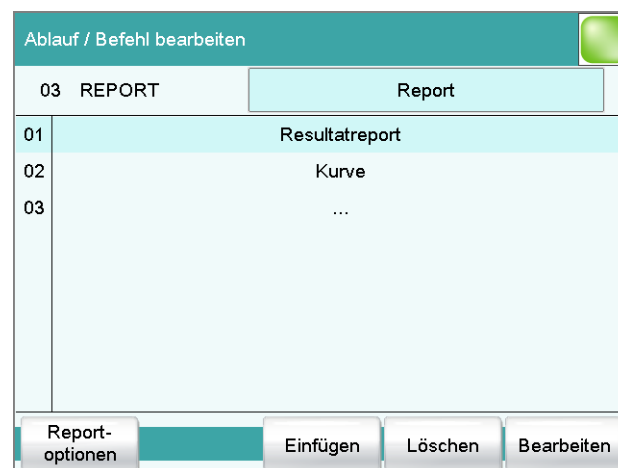 Ablauf / Befehl bearbeiten
03 REPORT Report
01 Resultatreport
02 Kurve
03 ...
Report-
optionen
Einfügen Löschen Bearbeiten